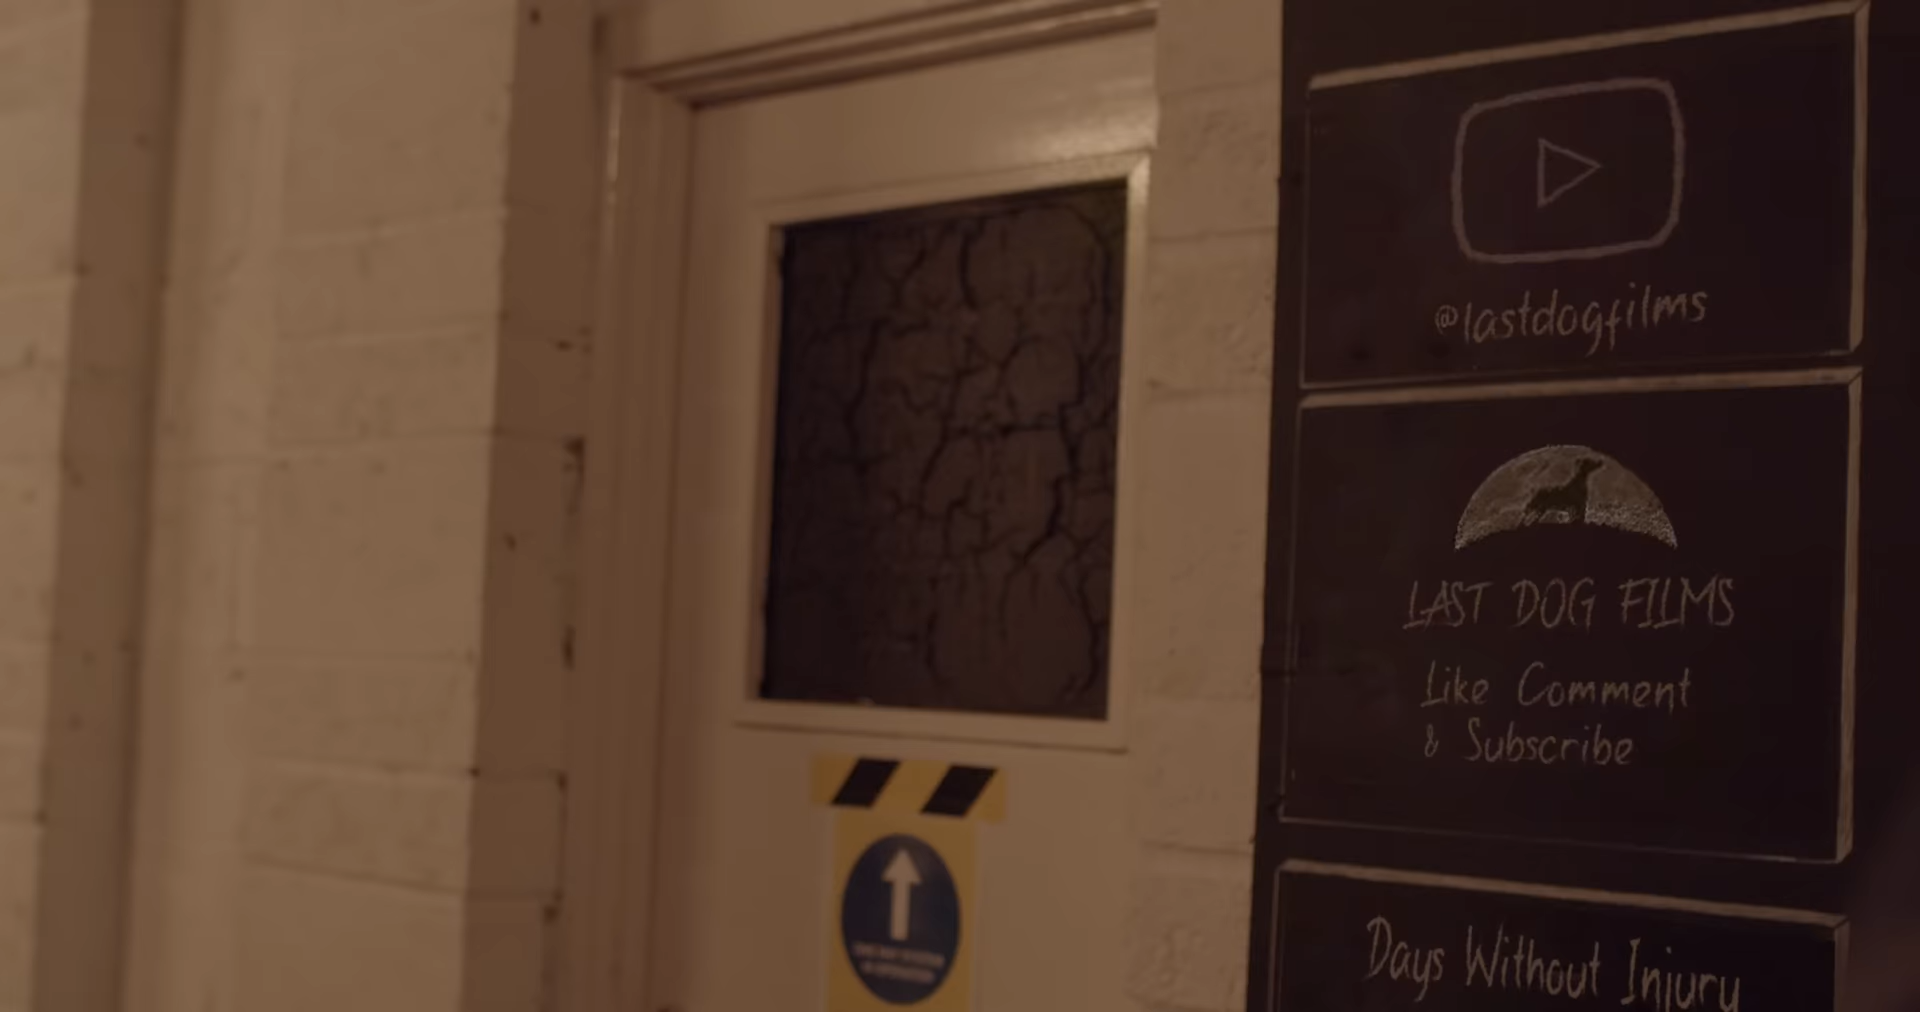 @lastdogfilms
LAST DOG FILMS
Like Comment
& Subscribe
Days Without Injury